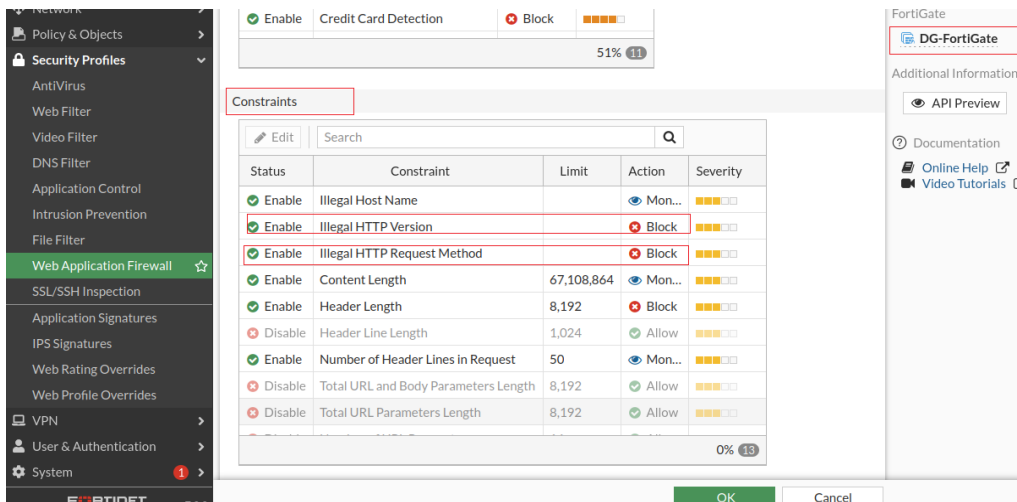 Network
Policy & Objects
Security Profiles
AntiVirus
Web Filter
Video Filter
DNS Filter
Application Control
Intrusion Prevention
File Filter
Web Application Firewall
SSL/SSH Inspection
Application Signatures
IPS Signatures
Web Rating Overrides
Web Profile Overrides
VPN
User & Authentication
System 1
Enable Credit Card Detection Block
51% 11
Constraints
Edit Search
Status Constraint Limit Action Severity
Enable Illegal Host Name Mon...
Enable Illegal HTTP Version Block
Enable Illegal HTTP Request Method Block
Enable Content Length 67,108,864 Mon...
Enable Header Length 8,192 Block
Disable Header Line Length 1,024 Allow
Enable Number of Header Lines in Request 50 Mon...
Disable Total URL and Body Parameters Length 8,192 Allow
Disable Total URL Parameters Length 8,192 Allow
0% 13
OK Cancel
FortiGate
DG-FortiGate
Additional Information
API Preview
Documentation
Online Help
Video Tutorials